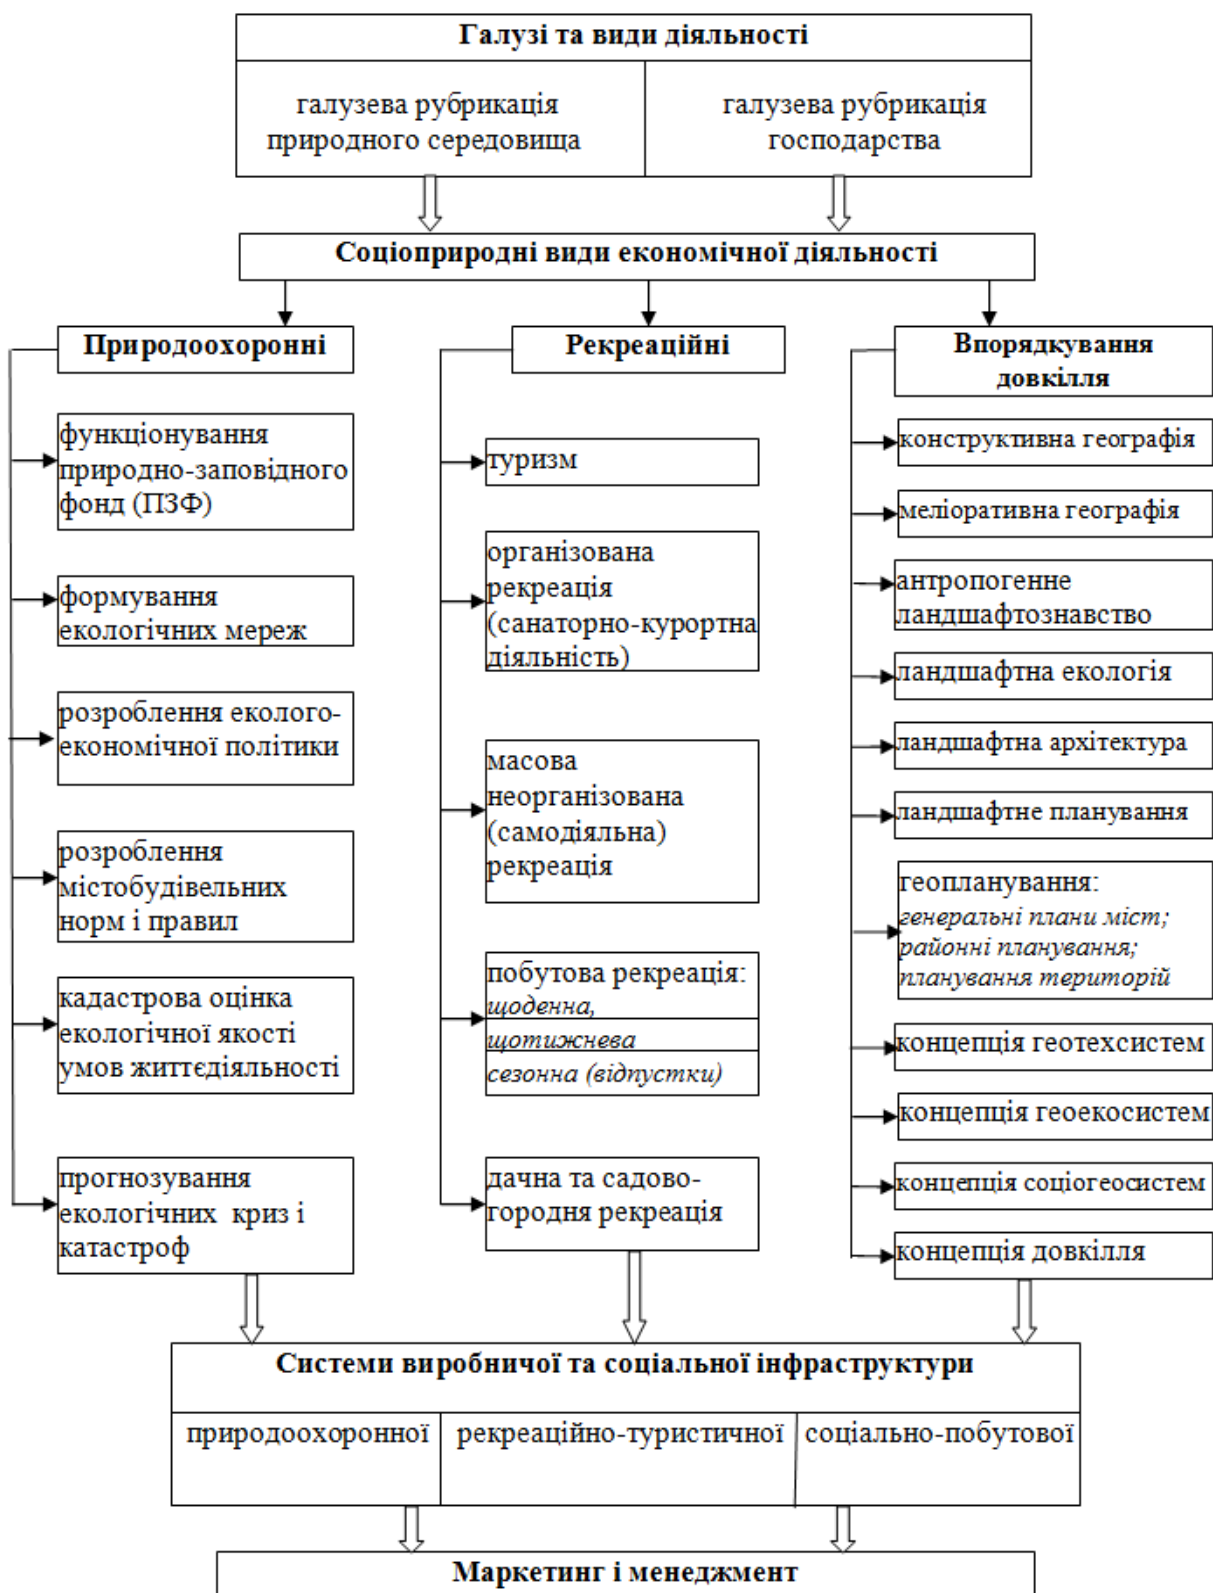 Галузі та види діяльності
галузева рубрикація
природного середовища
галузева рубрикація
господарства
Соціоприродні види економічної діяльності
Природоохоронні
функціонування
природно-заповідного
фонд (ПЗФ)
формування
екологічних мереж
розроблення еколого-
економічної політики
розроблення
містобудівельних
норм і правил
кадастрова оцінка
екологічної якості
умов життєдіяльності
прогнозування
екологічних криз і
катастроф
Рекреаційні
туризм
організована
рекреація
(санаторно-курортна
діяльність)
масова
неорганізована
(самодіяльна)
рекреація
побутова рекреація:
щоденна,
щотижнева
сезонна (відпустки)
дачна та садово-
городня рекреація
Впорядкування
довкілля
конструктивна географія
меліоративна географія
антропогенне
ландшафтознавство
ландшафтна екологія
ландшафтна архітектура
ландшафтне планування
геопланування:
генеральні плани міст;
районні планування;
планування територій
концепція геотехсистем
концепція геоекосистем
концепція соціогеосистем
концепція довкілля
Системи виробничої та соціальної інфраструктури
природоохоронної
рекреаційно-туристичної
соціально-побутової
Маркетинг і менеджмент